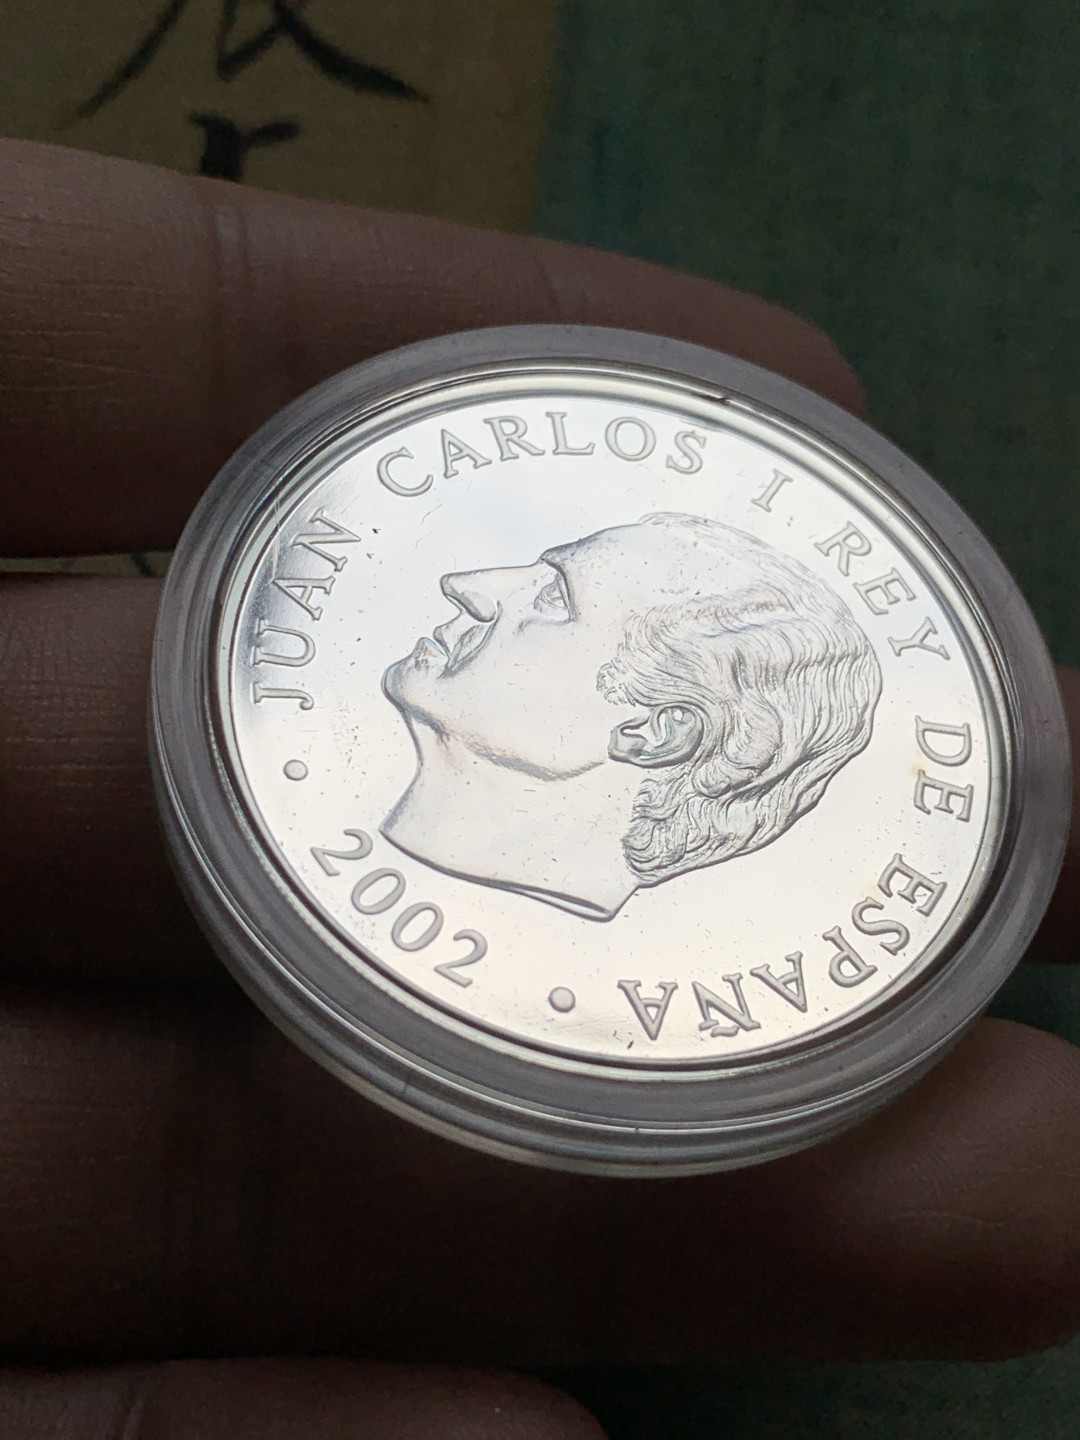 JUAN CARLOS I REY DE ESPAÑA
2002